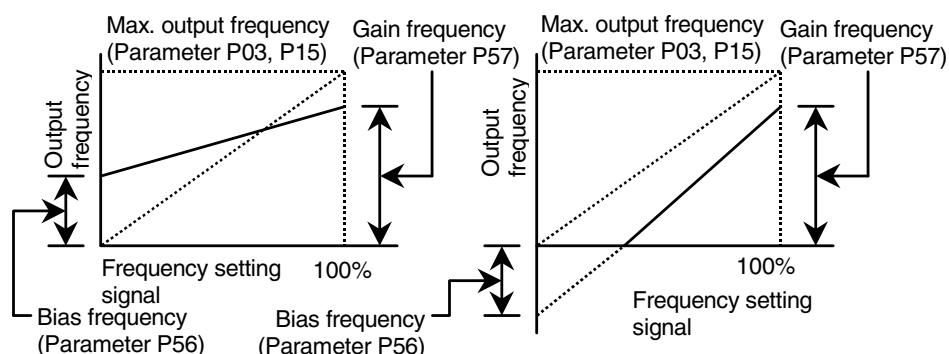 Max. output frequency
(Parameter P03, P15)
Gain frequency
(Parameter P57)
Output
frequency
Frequency setting
signal
100%
Bias frequency
(Parameter P56)
Max. output frequency
(Parameter P03, P15)
Gain frequency
(Parameter P57)
Output
frequency
100%
Frequency setting
signal
Bias frequency
(Parameter P56)